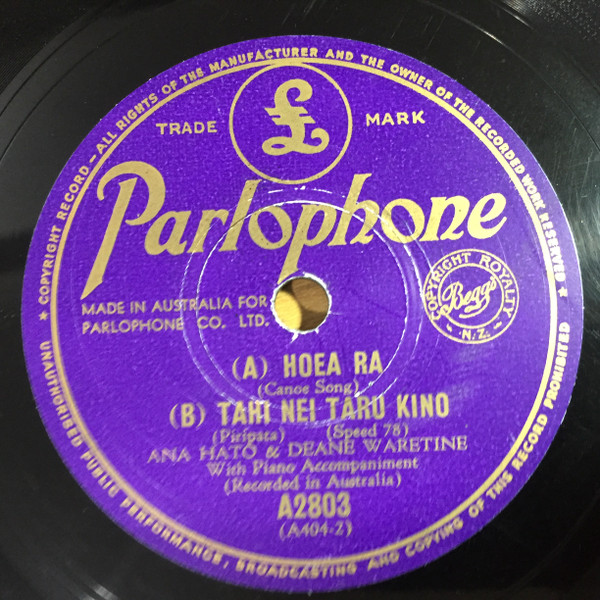 ★ COPYRIGHT RECORD – ALL RIGHTS OF THE MANUFACTURER AND THE OWNER OF THE RECORDED WORK RESERVED ★
TRADE £ MARK
Parlophone
MADE IN AUSTRALIA FOR
PARLOPHONE CO. LTD.
COPYRIGHT ROYALTY
Begg's
- N.Z. -
(A) HOEA RA
(Canoe Song)
(B) TAHI NEI TARU KINO
(Piripata) (Speed 78)
ANA HATO & DEANE WARETINE
With Piano Accompaniment
(Recorded in Australia)
A2803
(A404-2)
UNAUTHORISED PUBLIC PERFORMANCE, BROADCASTING AND COPYING OF THIS RECORD PROHIBITED